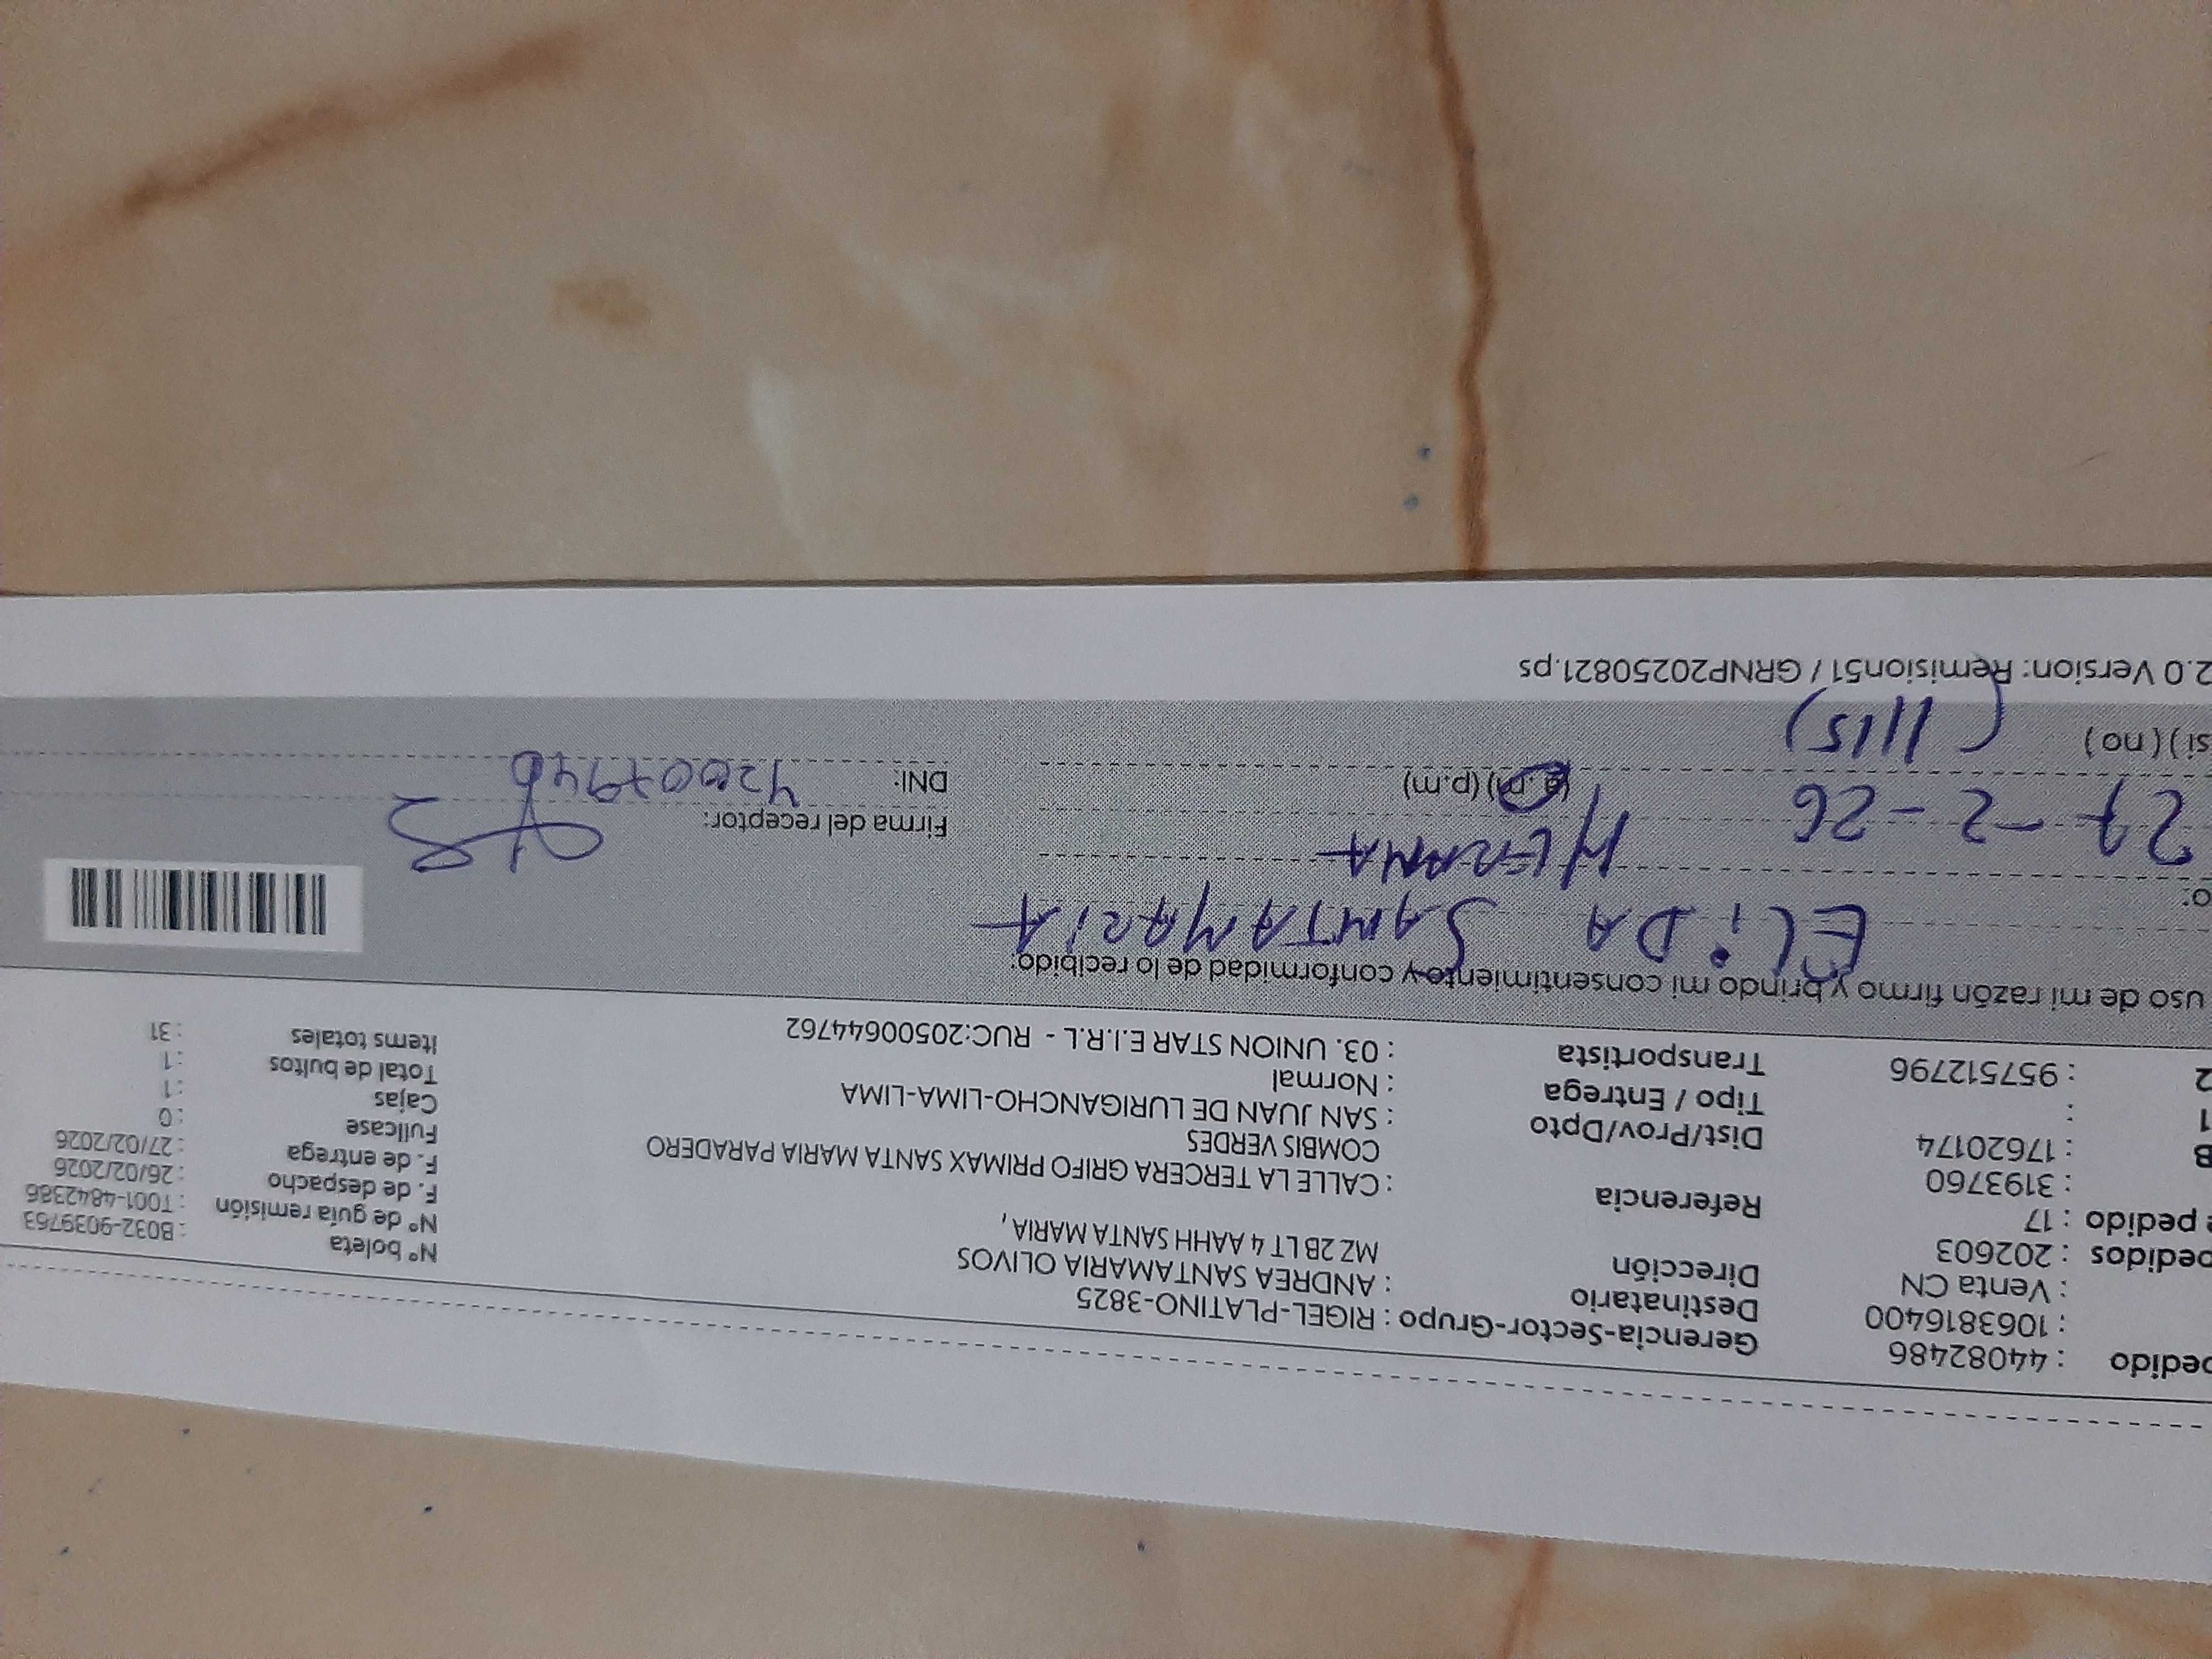 pedido : 44082486 Gerencia-Sector-Grupo : RIGEL-PLATINO-3825 Nº boleta : B032-9039763
: 1063816400 Destinatario : ANDREA SANTAMARIA OLIVOS Nº de guía remisión : T001-4842386
: Venta CN Dirección MZ 2B LT 4 AAHH SANTA MARIA, F. de despacho : 26/02/2026
pedidos : 202603 F. de entrega : 27/02/2026
pedido : 17 Referencia : CALLE LA TERCERA GRIFO PRIMAX SANTA MARIA PARADERO Fullcase : 0
: 3193760 COMBIS VERDES Cajas : 1
B : 17620174 Dist/Prov/Dpto : SAN JUAN DE LURIGANCHO-LIMA-LIMA Total de bultos : 1
1 : Tipo / Entrega : Normal Items totales : 31
2 : 957512796 Transportista : 03. UNION STAR E.I.R.L - RUC:20500644762
uso de mi razón firmo y brindo mi consentimiento y conformidad de lo recibido:
ELiDA SANTAMARiA
o:
HERMANA Firma del receptor:
27-2-26 (a.m) (p.m) DNI:
si ) ( no ) (1115)
2.0 Version: Remision51 / GRNP20250821.ps